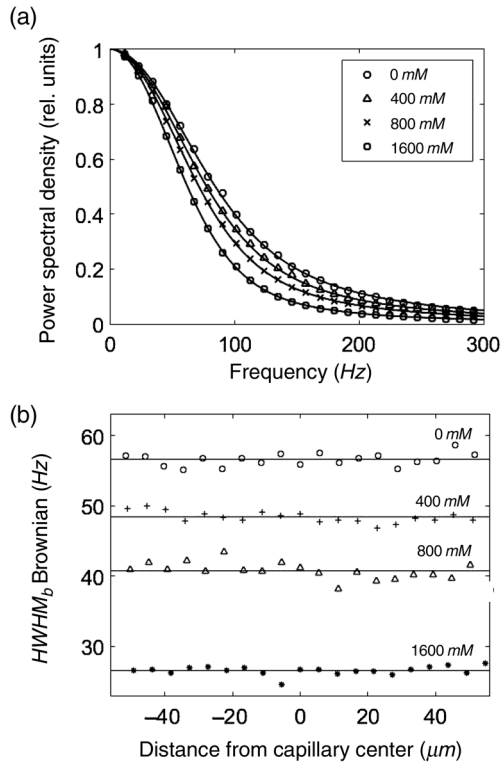 (a)
Power spectral density (rel. units)
1
0.8
0.6
0.4
0.2
0
0 mM
400 mM
800 mM
1600 mM
0
100
200
300
Frequency (Hz)
(b)
HWHMb Brownian (Hz)
60
50
40
30
0 mM
400 mM
800 mM
1600 mM
−40
−20
0
20
40
Distance from capillary center (μm)